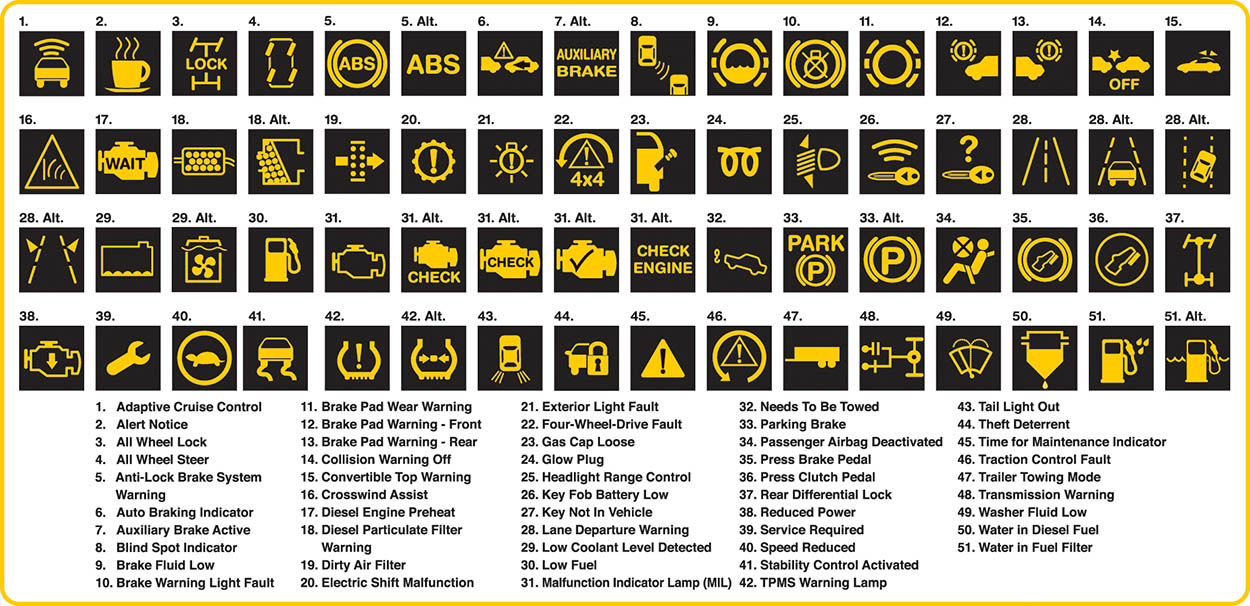 1. 2. 3. 4. 5. 5. Alt. 6. 7. Alt. 8. 9. 10. 11. 12. 13. 14. 15.
LOCK ABS ABS AUXILIARY BRAKE OFF
16. 17. 18. 18. Alt. 19. 20. 21. 22. 23. 24. 25. 26. 27. 28. 28. Alt. 28. Alt.
WAIT ! ! 4x4 ?
28. Alt. 29. 29. Alt. 30. 31. 31. Alt. 31. Alt. 31. Alt. 31. Alt. 32. 33. 33. Alt. 34. 35. 36. 37.
CHECK CHECK CHECK ENGINE PARK P P
38. 39. 40. 41. 42. 42. Alt. 43. 44. 45. 46. 47. 48. 49. 50. 51. 51. Alt.
1. Adaptive Cruise Control
2. Alert Notice
3. All Wheel Lock
4. All Wheel Steer
5. Anti-Lock Brake System
Warning
6. Auto Braking Indicator
7. Auxiliary Brake Active
8. Blind Spot Indicator
9. Brake Fluid Low
10. Brake Warning Light Fault
11. Brake Pad Wear Warning
12. Brake Pad Warning - Front
13. Brake Pad Warning - Rear
14. Collision Warning Off
15. Convertible Top Warning
16. Crosswind Assist
17. Diesel Engine Preheat
18. Diesel Particulate Filter
Warning
19. Dirty Air Filter
20. Electric Shift Malfunction
21. Exterior Light Fault
22. Four-Wheel-Drive Fault
23. Gas Cap Loose
24. Glow Plug
25. Headlight Range Control
26. Key Fob Battery Low
27. Key Not In Vehicle
28. Lane Departure Warning
29. Low Coolant Level Detected
30. Low Fuel
31. Malfunction Indicator Lamp (MIL)
32. Needs To Be Towed
33. Parking Brake
34. Passenger Airbag Deactivated
35. Press Brake Pedal
36. Press Clutch Pedal
37. Rear Differential Lock
38. Reduced Power
39. Service Required
40. Speed Reduced
41. Stability Control Activated
42. TPMS Warning Lamp
43. Tail Light Out
44. Theft Deterrent
45. Time for Maintenance Indicator
46. Traction Control Fault
47. Trailer Towing Mode
48. Transmission Warning
49. Washer Fluid Low
50. Water in Diesel Fuel
51. Water in Fuel Filter